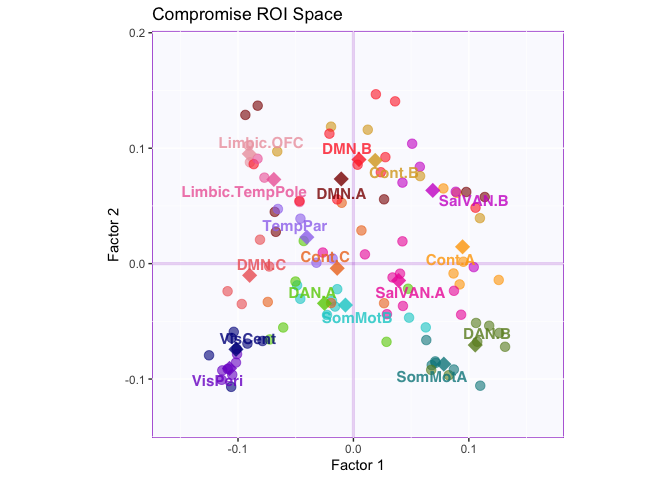 Compromise ROI Space
0.2
Limbic.OFC
DMN.B
0.1
Cont.B
Limbic.TempPole
DMN.A
SalVAN.B
TempPar
Cont.C
Cont.A
0.0
DMN.C
DAN.A
SalVAN.A
SomMotB
VisCent
DAN.B
SomMotA
-0.1
VisPeri
-0.1
0.0
0.1
Factor 1
Factor 2